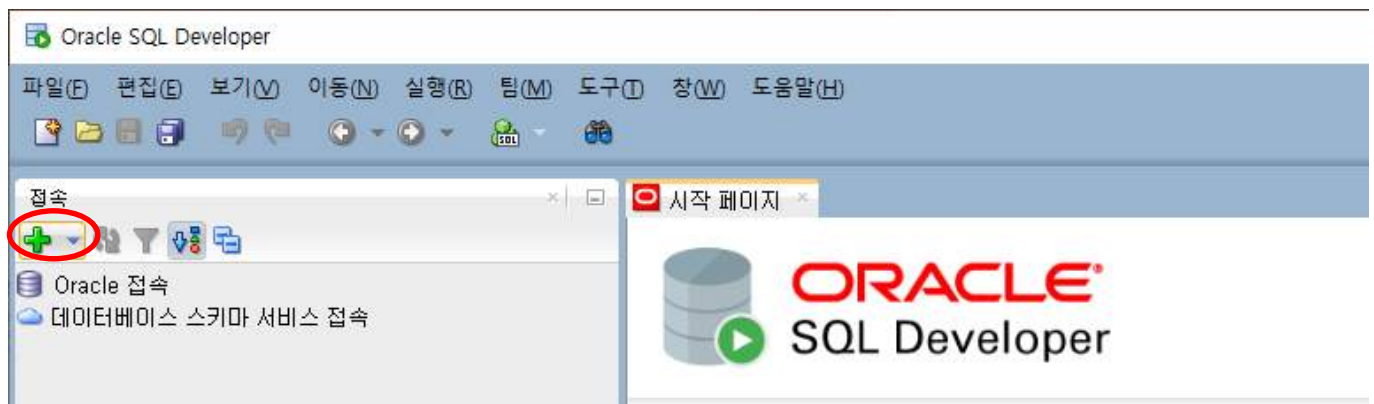 Oracle SQL Developer
파일(F) 편집(E) 보기(V) 이동(N) 실행(R) 팀(M) 도구(T) 창(W) 도움말(H)
SQL
접속
시작 페이지
Oracle 접속
데이터베이스 스키마 서비스 접속
ORACLE
SQL Developer